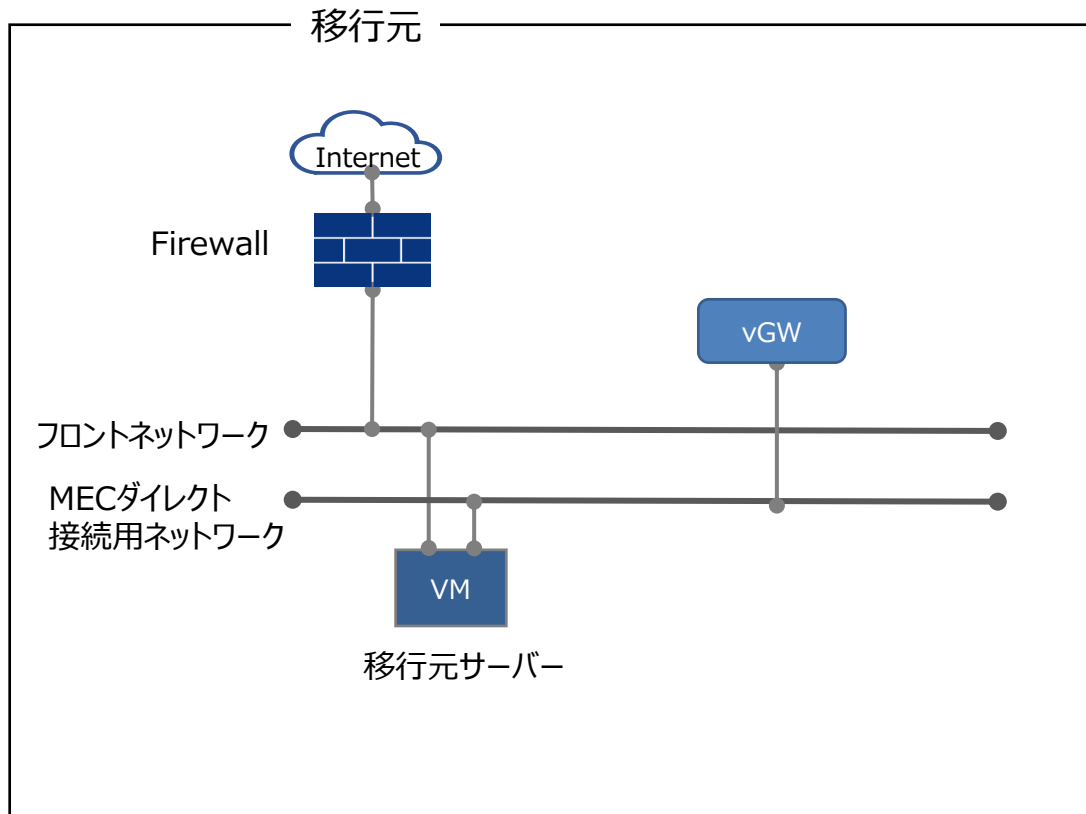 移行元
Internet
Firewall
vGW
フロントネットワーク
MECダイレクト
接続用ネットワーク
VM
移行元サーバー